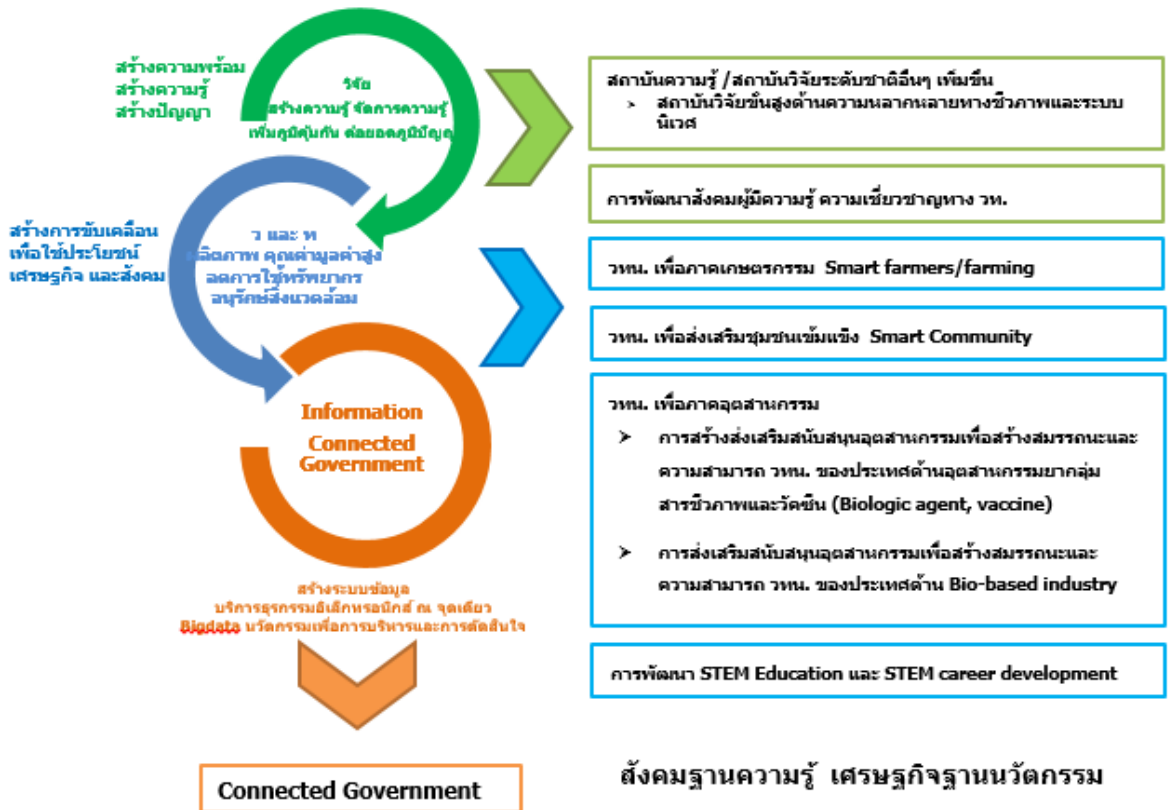 สร้างความพร้อม
สร้างความรู้
สร้างปัญญา
วิจัย
สร้างความรู้ จัดการความรู้
เพิ่มภูมิคุ้มกัน ต่อยอดภูมิปัญญ
สถาบันความรู้ /สถาบันวิจัยระดับชาติอื่นๆ เพิ่มขึ้น
➢ สถาบันวิจัยขั้นสูงด้านความหลากหลายทางชีวภาพและระบบ
นิเวศ
การพัฒนาสังคมผู้มีความรู้ ความเชี่ยวชาญทาง วท.
สร้างการขับเคลื่อน
เพื่อใช้ประโยชน์
เศรษฐกิจ และสังคม
ว และ ท
ผลิตภาพ คุณค่ามูลค่าสูง
ลดการใช้ทรัพยากร
อนุรักษ์สิ่งแวดล้อม
วทน. เพื่อภาคเกษตรกรรม Smart farmers/farming
วทน. เพื่อส่งเสริมชุมชนเข้มแข็ง Smart Community
วทน. เพื่อภาคอุตสาหกรรม
➢ การสร้างส่งเสริมสนับสนุนอุตสาหกรรมเพื่อสร้างสมรรถนะและ
ความสามารถ วทน. ของประเทศด้านอุตสาหกรรมยากลุ่ม
สารชีวภาพและวัคซีน (Biologic agent, vaccine)
➢ การส่งเสริมสนับสนุนอุตสาหกรรมเพื่อสร้างสมรรถนะและ
ความสามารถ วทน. ของประเทศด้าน Bio-based industry
การพัฒนา STEM Education และ STEM career development
Information
Connected
Government
สร้างระบบข้อมูล
บริการธุรกรรมอิเล็กทรอนิกส์ ณ จุดเดียว
Bigdata นวัตกรรมเพื่อการบริหารและการตัดสินใจ
Connected Government
สังคมฐานความรู้ เศรษฐกิจฐานนวัตกรรม